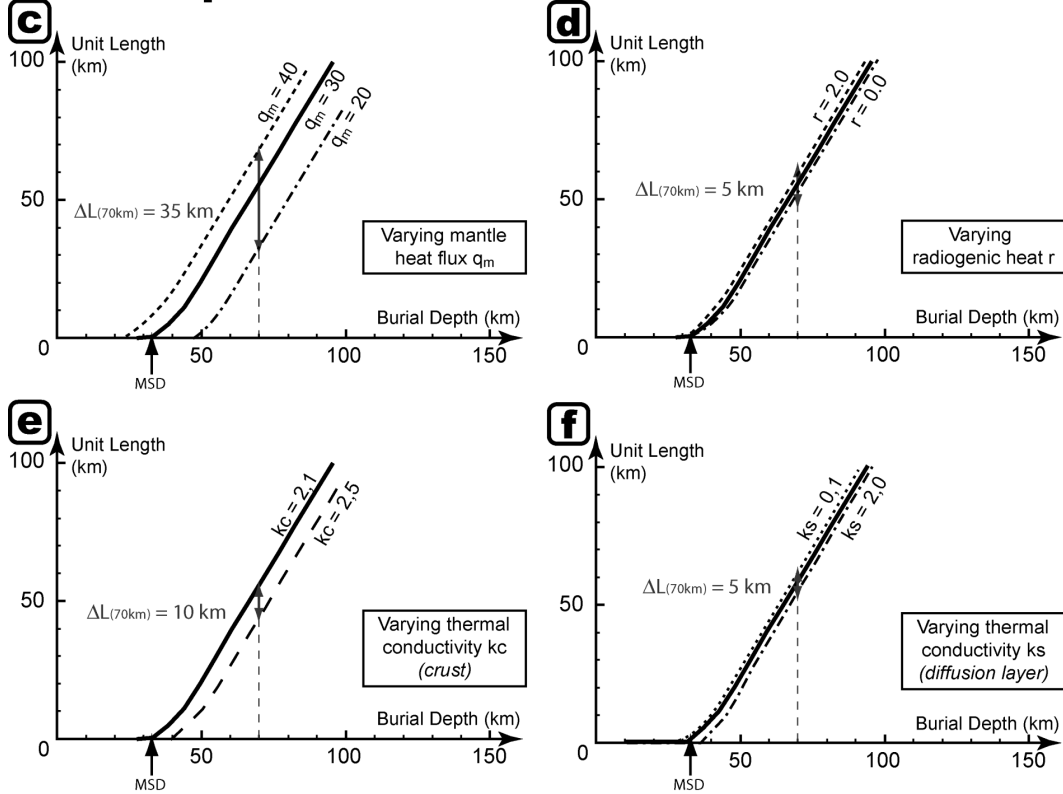 c
Unit Length
(km)
100
50
0
qm = 40
qm = 30
qm = 20
ΔL(70km) = 35 km
Varying mantle
heat flux qm
Burial Depth (km)
50
100
150
MSD
d
Unit Length
(km)
100
50
0
r = 2.0
r = 0.0
ΔL(70km) = 5 km
Varying
radiogenic heat r
Burial Depth (km)
50
100
150
MSD
e
Unit Length
(km)
100
50
0
kc = 2,1
kc = 2,5
ΔL(70km) = 10 km
Varying thermal
conductivity kc
(crust)
Burial Depth (km)
50
100
150
MSD
f
Unit Length
(km)
100
50
0
ks = 0,1
ks = 2,0
ΔL(70km) = 5 km
Varying thermal
conductivity ks
(diffusion layer)
Burial Depth (km)
50
100
150
MSD